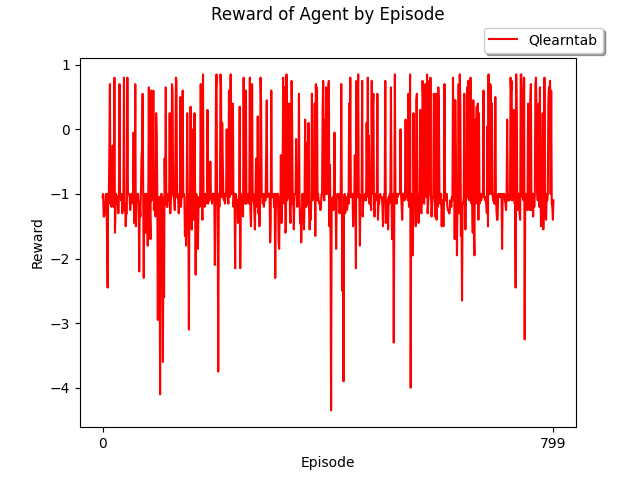 Reward of Agent by Episode
Qlearntab
1
0
−1
−2
−3
−4
Reward
0
799
Episode